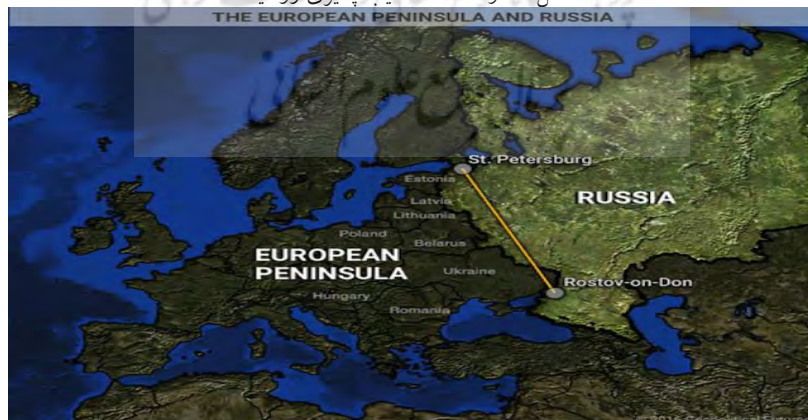 THE EUROPEAN PENINSULA AND RUSSIA
St. Petersburg
Estonia
RUSSIA
Latvia
Lithuania
Poland
Belarus
EUROPEAN
PENINSULA
Ukraine
Rostov-on-Don
Hungary
Romania